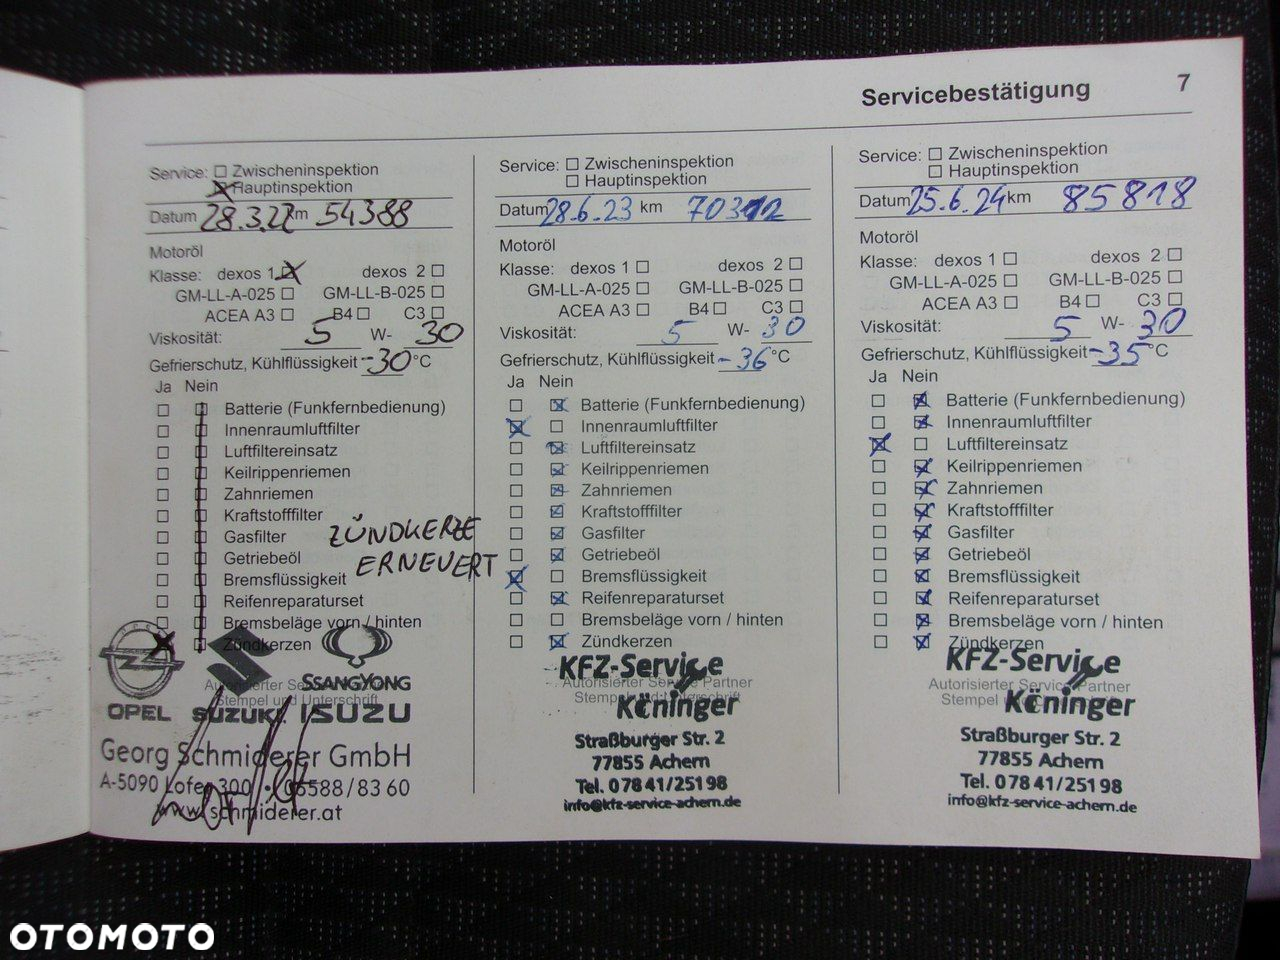 Servicebestätigung 7
Service: Zwischeninspektion
Hauptinspektion
Datum 28.3.22 km 54388
Motoröl
Klasse: dexos 1 dexos 2
GM-LL-A-025 GM-LL-B-025
ACEA A3 B4 C3
Viskosität: 5 W- 30
Gefrierschutz, Kühlflüssigkeit -30 °C
Ja Nein
Batterie (Funkfernbedienung)
Innenraumluftfilter
Luftfiltereinsatz
Keilrippenriemen
Zahnriemen
Kraftstofffilter
Gasfilter
Getriebeöl
Bremsflüssigkeit
Reifenreparaturset
Bremsbeläge vorn / hinten
Zündkerzen
ZÜNDKERZE
ERNEUERT
OPEL SUZUKI SSANGYONG
ISUZU
Georg Schmiderer GmbH
A-5090 Lofer 300 · 06588/83 60
www.schmiderer.at
Service: Zwischeninspektion
Hauptinspektion
Datum 28.6.23 km 70312
Motoröl
Klasse: dexos 1 dexos 2
GM-LL-A-025 GM-LL-B-025
ACEA A3 B4 C3
Viskosität: 5 W- 30
Gefrierschutz, Kühlflüssigkeit -36 °C
Ja Nein
Batterie (Funkfernbedienung)
Innenraumluftfilter
Luftfiltereinsatz
Keilrippenriemen
Zahnriemen
Kraftstofffilter
Gasfilter
Getriebeöl
Bremsflüssigkeit
Reifenreparaturset
Bremsbeläge vorn / hinten
Zündkerzen
KFZ-Service
Autorisierter Service Partner
Stempel und Unterschrift
Köninger
Straßburger Str. 2
77855 Achern
Tel. 0 78 41/251 98
info@kfz-service-achern.de
Service: Zwischeninspektion
Hauptinspektion
Datum 25.6.24 km 85818
Motoröl
Klasse: dexos 1 dexos 2
GM-LL-A-025 GM-LL-B-025
ACEA A3 B4 C3
Viskosität: 5 W- 30
Gefrierschutz, Kühlflüssigkeit -35 °C
Ja Nein
Batterie (Funkfernbedienung)
Innenraumluftfilter
Luftfiltereinsatz
Keilrippenriemen
Zahnriemen
Kraftstofffilter
Gasfilter
Getriebeöl
Bremsflüssigkeit
Reifenreparaturset
Bremsbeläge vorn / hinten
Zündkerzen
KFZ-Service
Autorisierter Service Partner
Köninger
Straßburger Str. 2
77855 Achern
Tel. 0 78 41/251 98
info@kfz-service-achern.de
OTOMOTO